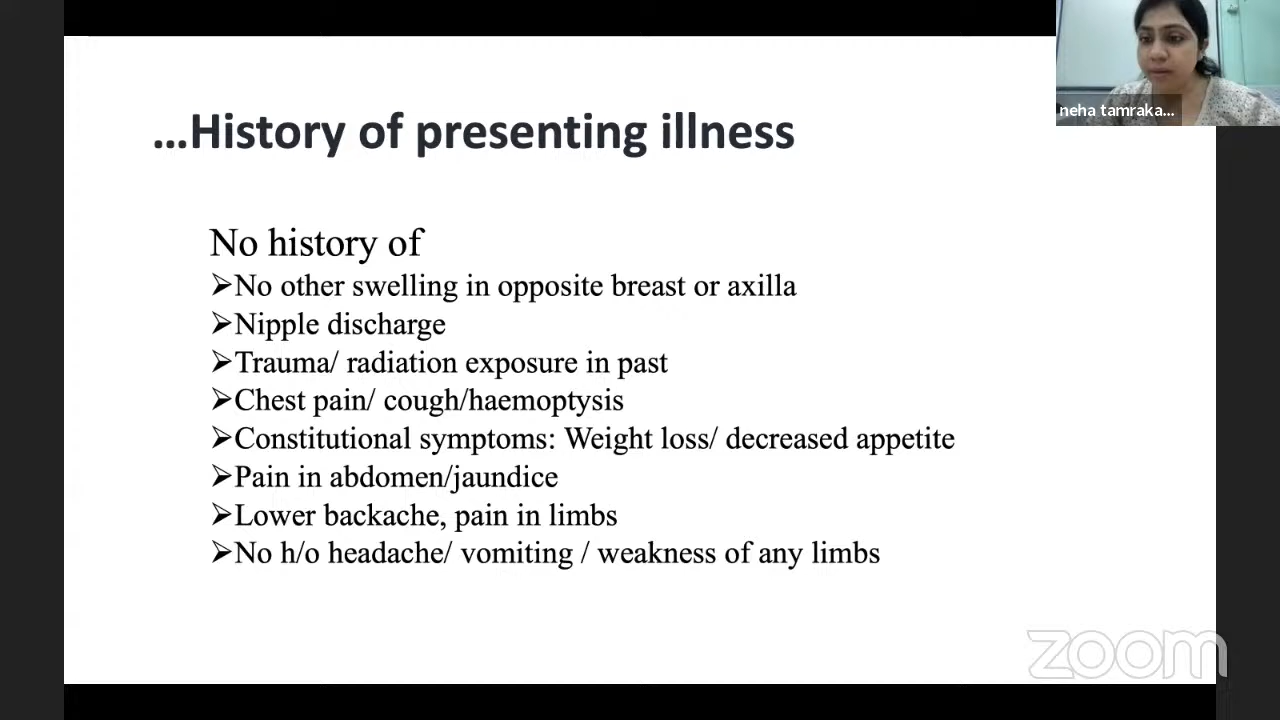 neha tamraka...
...History of presenting illness
No history of
➢No other swelling in opposite breast or axilla
➢Nipple discharge
➢Trauma/ radiation exposure in past
➢Chest pain/ cough/haemoptysis
➢Constitutional symptoms: Weight loss/ decreased appetite
➢Pain in abdomen/jaundice
➢Lower backache, pain in limbs
➢No h/o headache/ vomiting / weakness of any limbs
zoom